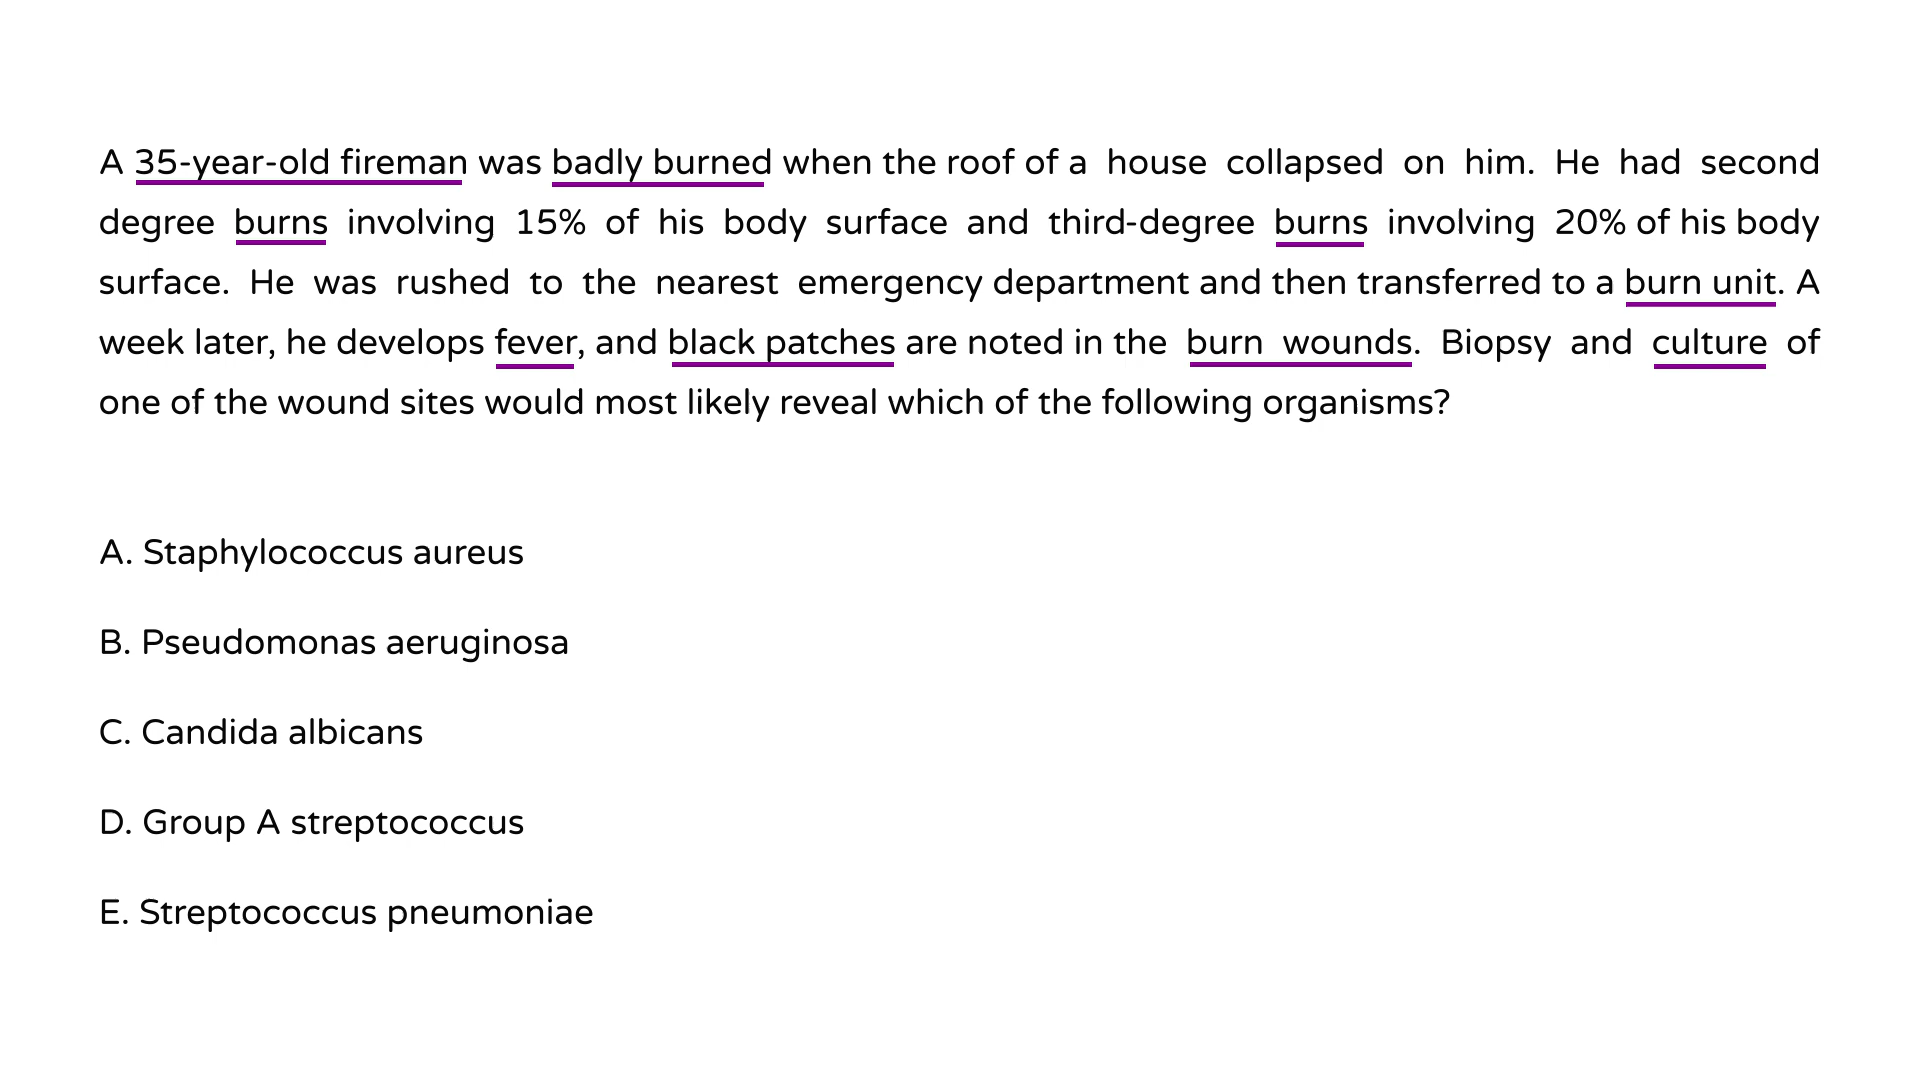 A 35-year-old fireman was badly burned when the roof of a house collapsed on him. He had second
degree burns involving 15% of his body surface and third-degree burns involving 20% of his body
surface. He was rushed to the nearest emergency department and then transferred to a burn unit. A
week later, he develops fever, and black patches are noted in the burn wounds. Biopsy and culture of
one of the wound sites would most likely reveal which of the following organisms?
A. Staphylococcus aureus
B. Pseudomonas aeruginosa
C. Candida albicans
D. Group A streptococcus
E. Streptococcus pneumoniae